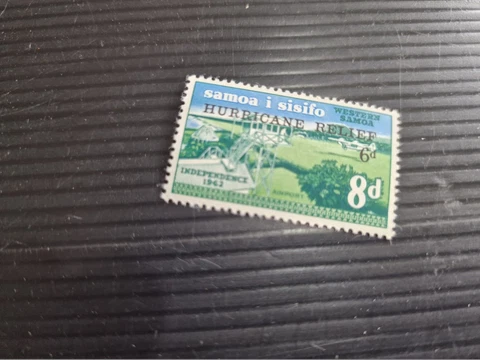 samoa i sisifo
WESTERN
SAMOA
HURRICANE RELIEF
6d
INDEPENDENCE
1962
8d